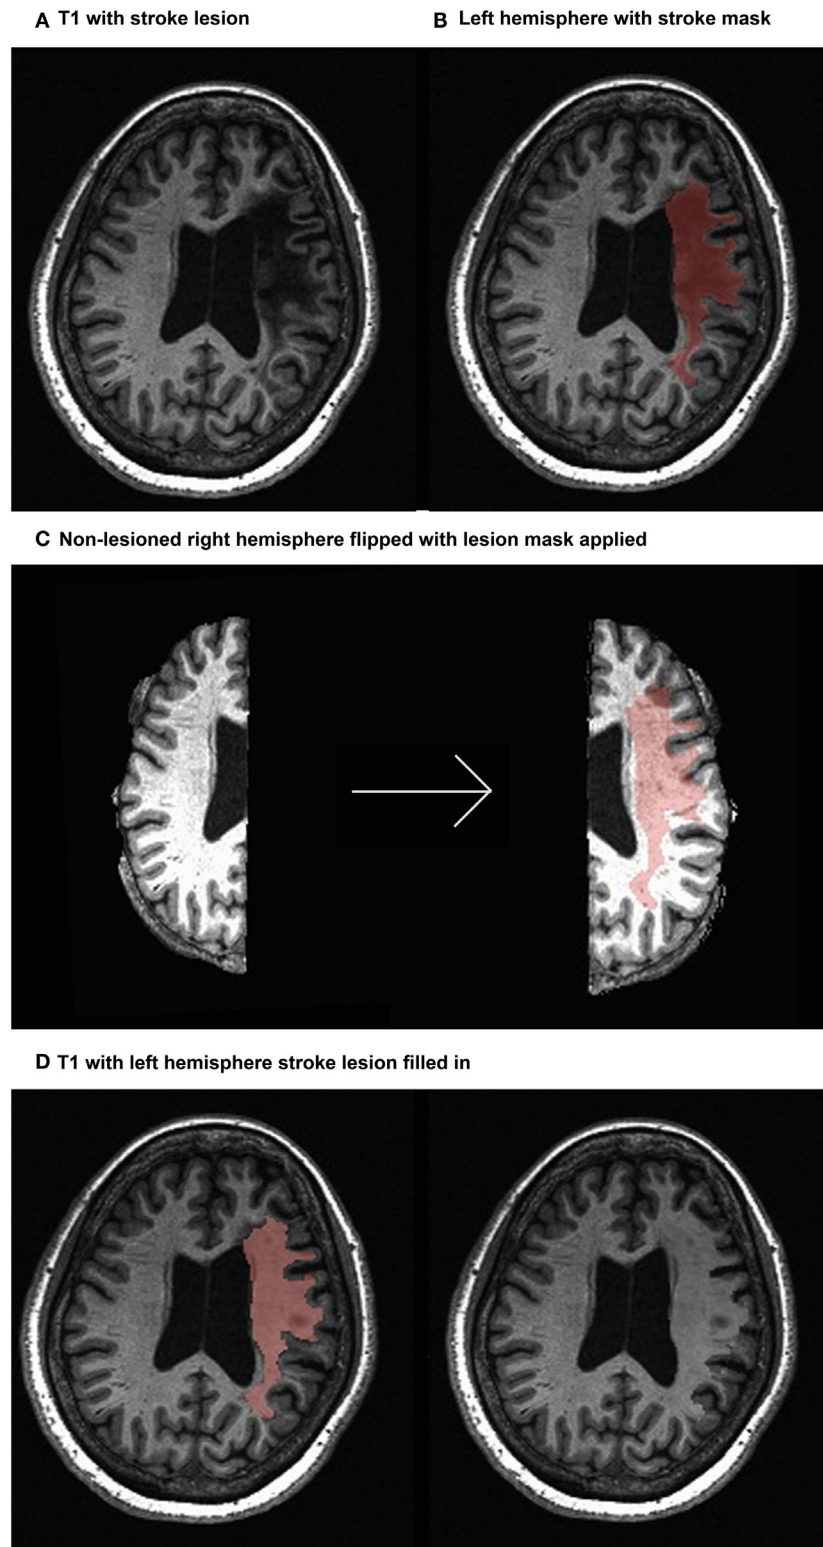 A T1 with stroke lesion
B Left hemisphere with stroke mask
C Non-lesioned right hemisphere flipped with lesion mask applied
D T1 with left hemisphere stroke lesion filled in